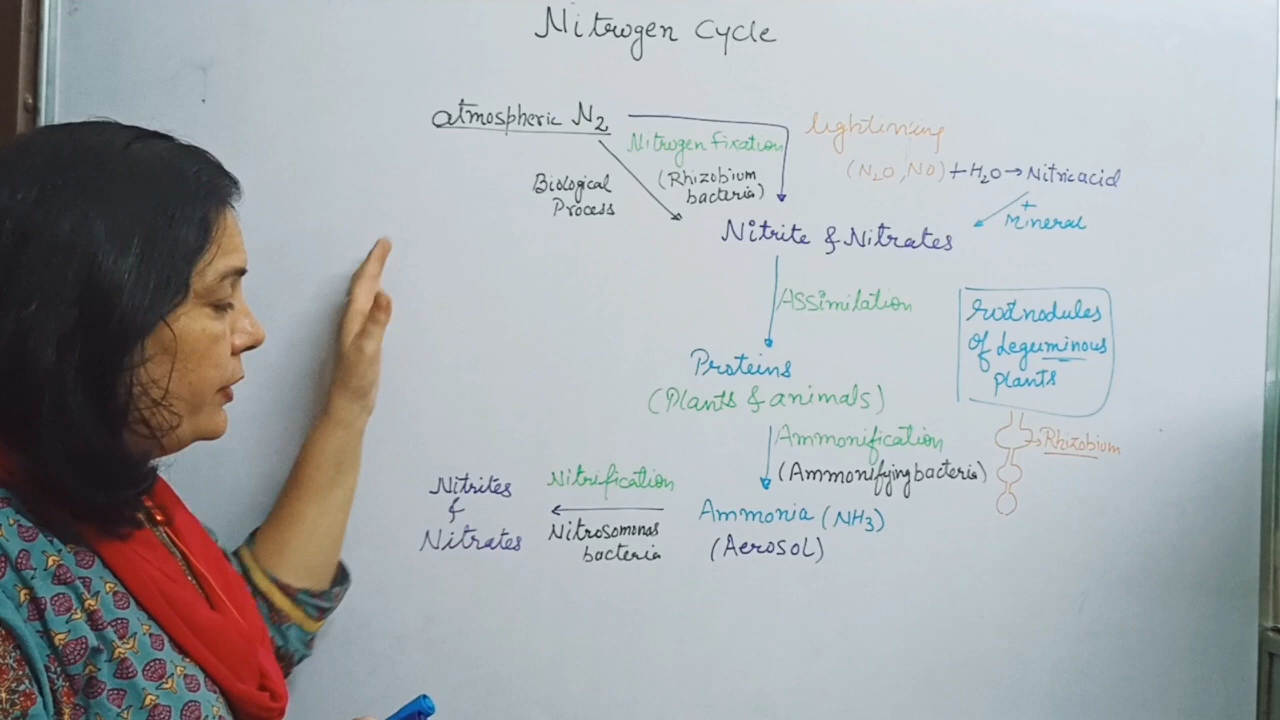 Nitrogen Cycle
atmospheric N2
Nitrogen fixation
(Rhizobium
bacteria)
Biological
Process
lightening
(N2O, NO) + H2O → Nitric acid
+
Mineral
Nitrite & Nitrates
Assimilation
Proteins
(Plants & animals)
root nodules
of Leguminous
plants
Rhizobium
Ammonification
(Ammonifying bacteria)
Ammonia (NH3)
(Aerosol)
Nitrification
Nitrosomonas
bacteria
Nitrites
&
Nitrates